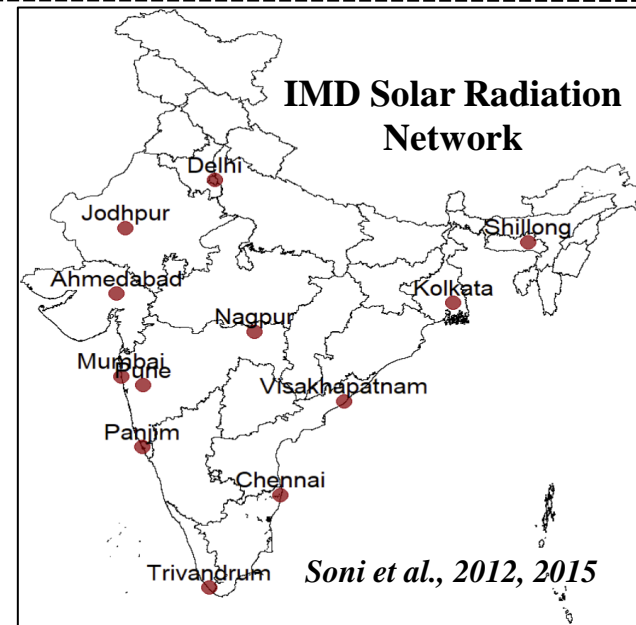 IMD Solar Radiation
Network
Delhi
Jodhpur
Shillong
Ahmedabad
Kolkata
Nagpur
Mumbai
Pune
Visakhapatnam
Panjim
Chennai
Trivandrum
Soni et al., 2012, 2015